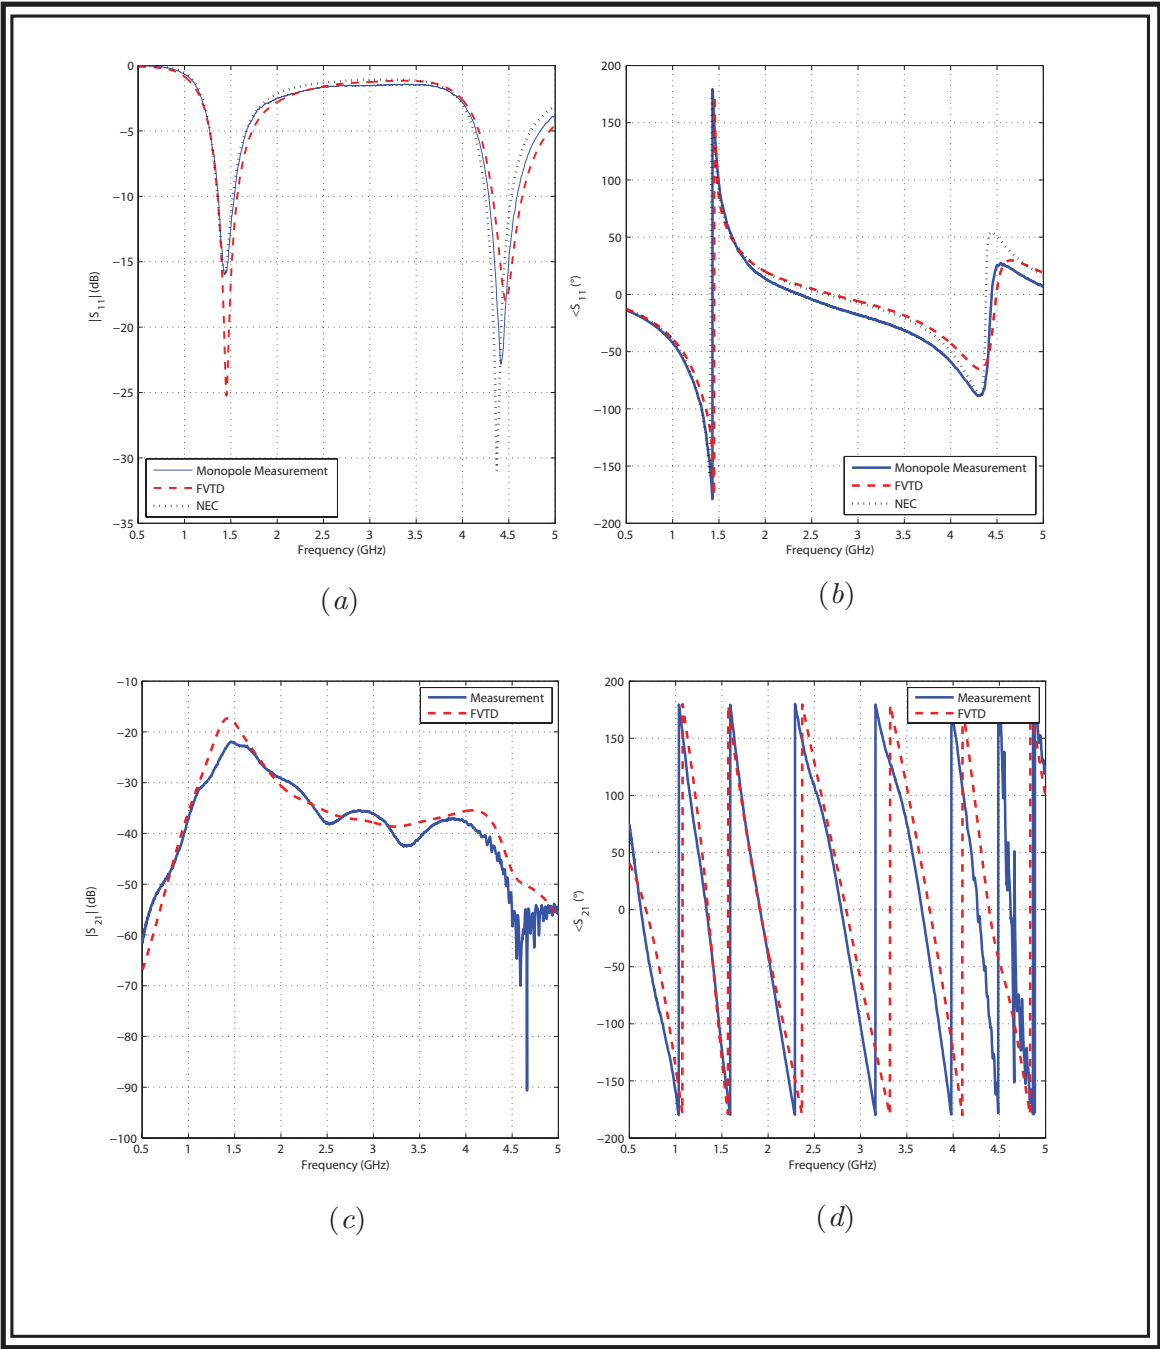 0
−5
−10
−15
−20
−25
−30
−35
|S11| (dB)
Monopole Measurement
FVTD
NEC
0.5 1 1.5 2 2.5 3 3.5 4 4.5 5
Frequency (GHz)
(a)
200
150
100
50
0
−50
−100
−150
−200
<S11 (°)
Monopole Measurement
FVTD
NEC
0.5 1 1.5 2 2.5 3 3.5 4 4.5 5
Frequency (GHz)
(b)
−10
−20
−30
−40
−50
−60
−70
−80
−90
−100
|S21| (dB)
Measurement
FVTD
0.5 1 1.5 2 2.5 3 3.5 4 4.5 5
Frequency (GHz)
(c)
200
150
100
50
0
−50
−100
−150
−200
<S21 (°)
Measurement
FVTD
0.5 1 1.5 2 2.5 3 3.5 4 4.5 5
Frequency (GHz)
(d)